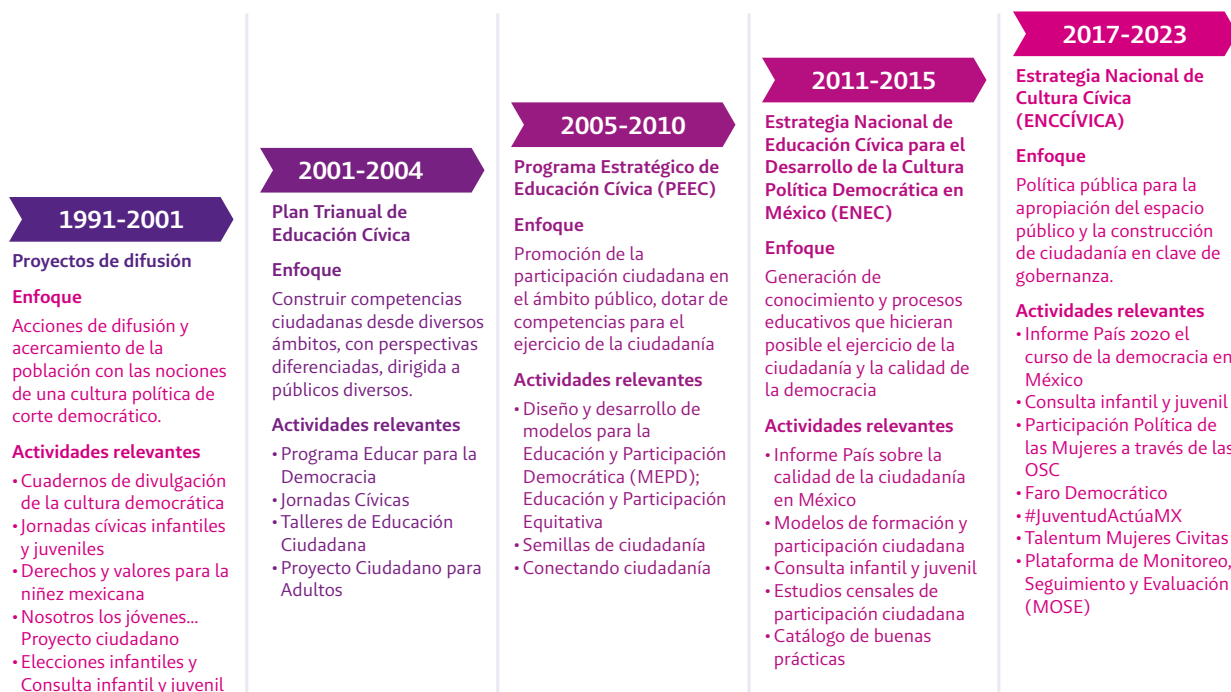 1991-2001
Proyectos de difusión
Enfoque
Acciones de difusión y
acercamiento de la
población con las nociones
de una cultura política de
corte democrático.
Actividades relevantes
• Cuadernos de divulgación
de la cultura democrática
• Jornadas cívicas infantiles
y juveniles
• Derechos y valores para la
niñez mexicana
• Nosotros los jóvenes...
Proyecto ciudadano
• Elecciones infantiles y
Consulta infantil y juvenil
2001-2004
Plan Trianual de
Educación Cívica
Enfoque
Construir competencias
ciudadanas desde diversos
ámbitos, con perspectivas
diferenciadas, dirigida a
públicos diversos.
Actividades relevantes
• Programa Educar para la
Democracia
• Jornadas Cívicas
• Talleres de Educación
Ciudadana
• Proyecto Ciudadano para
Adultos
2005-2010
Programa Estratégico de
Educación Cívica (PEEC)
Enfoque
Promoción de la
participación ciudadana en
el ámbito público, dotar de
competencias para el
ejercicio de la ciudadanía
Actividades relevantes
• Diseño y desarrollo de
modelos para la
Educación y Participación
Democrática (MEPD);
Educación y Participación
Equitativa
• Semillas de ciudadanía
• Conectando ciudadanía
2011-2015
Estrategia Nacional de
Educación Cívica para el
Desarrollo de la Cultura
Política Democrática en
México (ENEC)
Enfoque
Generación de
conocimiento y procesos
educativos que hicieran
posible el ejercicio de la
ciudadanía y la calidad de
la democracia
Actividades relevantes
• Informe País sobre la
calidad de la ciudadanía
en México
• Modelos de formación y
participación ciudadana
• Consulta infantil y juvenil
• Estudios censales de
participación ciudadana
• Catálogo de buenas
prácticas
2017-2023
Estrategia Nacional de
Cultura Cívica
(ENCCÍVICA)
Enfoque
Política pública para la
apropiación del espacio
público y la construcción
de ciudadanía en clave de
gobernanza.
Actividades relevantes
• Informe País 2020 el
curso de la democracia en
México
• Consulta infantil y juvenil
• Participación Política de
las Mujeres a través de las
OSC
• Faro Democrático
• #JuventudActúaMX
• Talentum Mujeres Civitas
• Plataforma de Monitoreo,
Seguimiento y Evaluación
(MOSE)